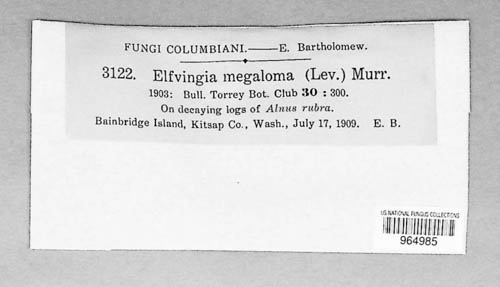 FUNGI COLUMBIANI.——E. Bartholomew.
3122. Elfvingia megaloma (Lev.) Murr.
1903: Bull. Torrey Bot. Club 30 : 300.
On decaying logs of Alnus rubra.
Bainbridge Island, Kitsap Co., Wash., July 17, 1909. E. B.
US NATIONAL FUNGUS COLLECTIONS
964985